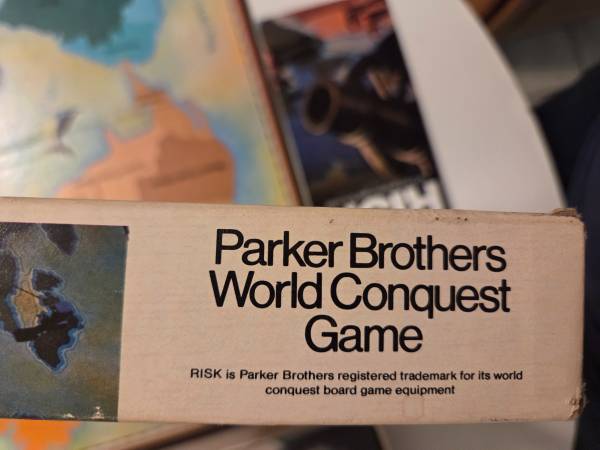 Parker Brothers
World Conquest
Game
RISK is Parker Brothers registered trademark for its world
conquest board game equipment